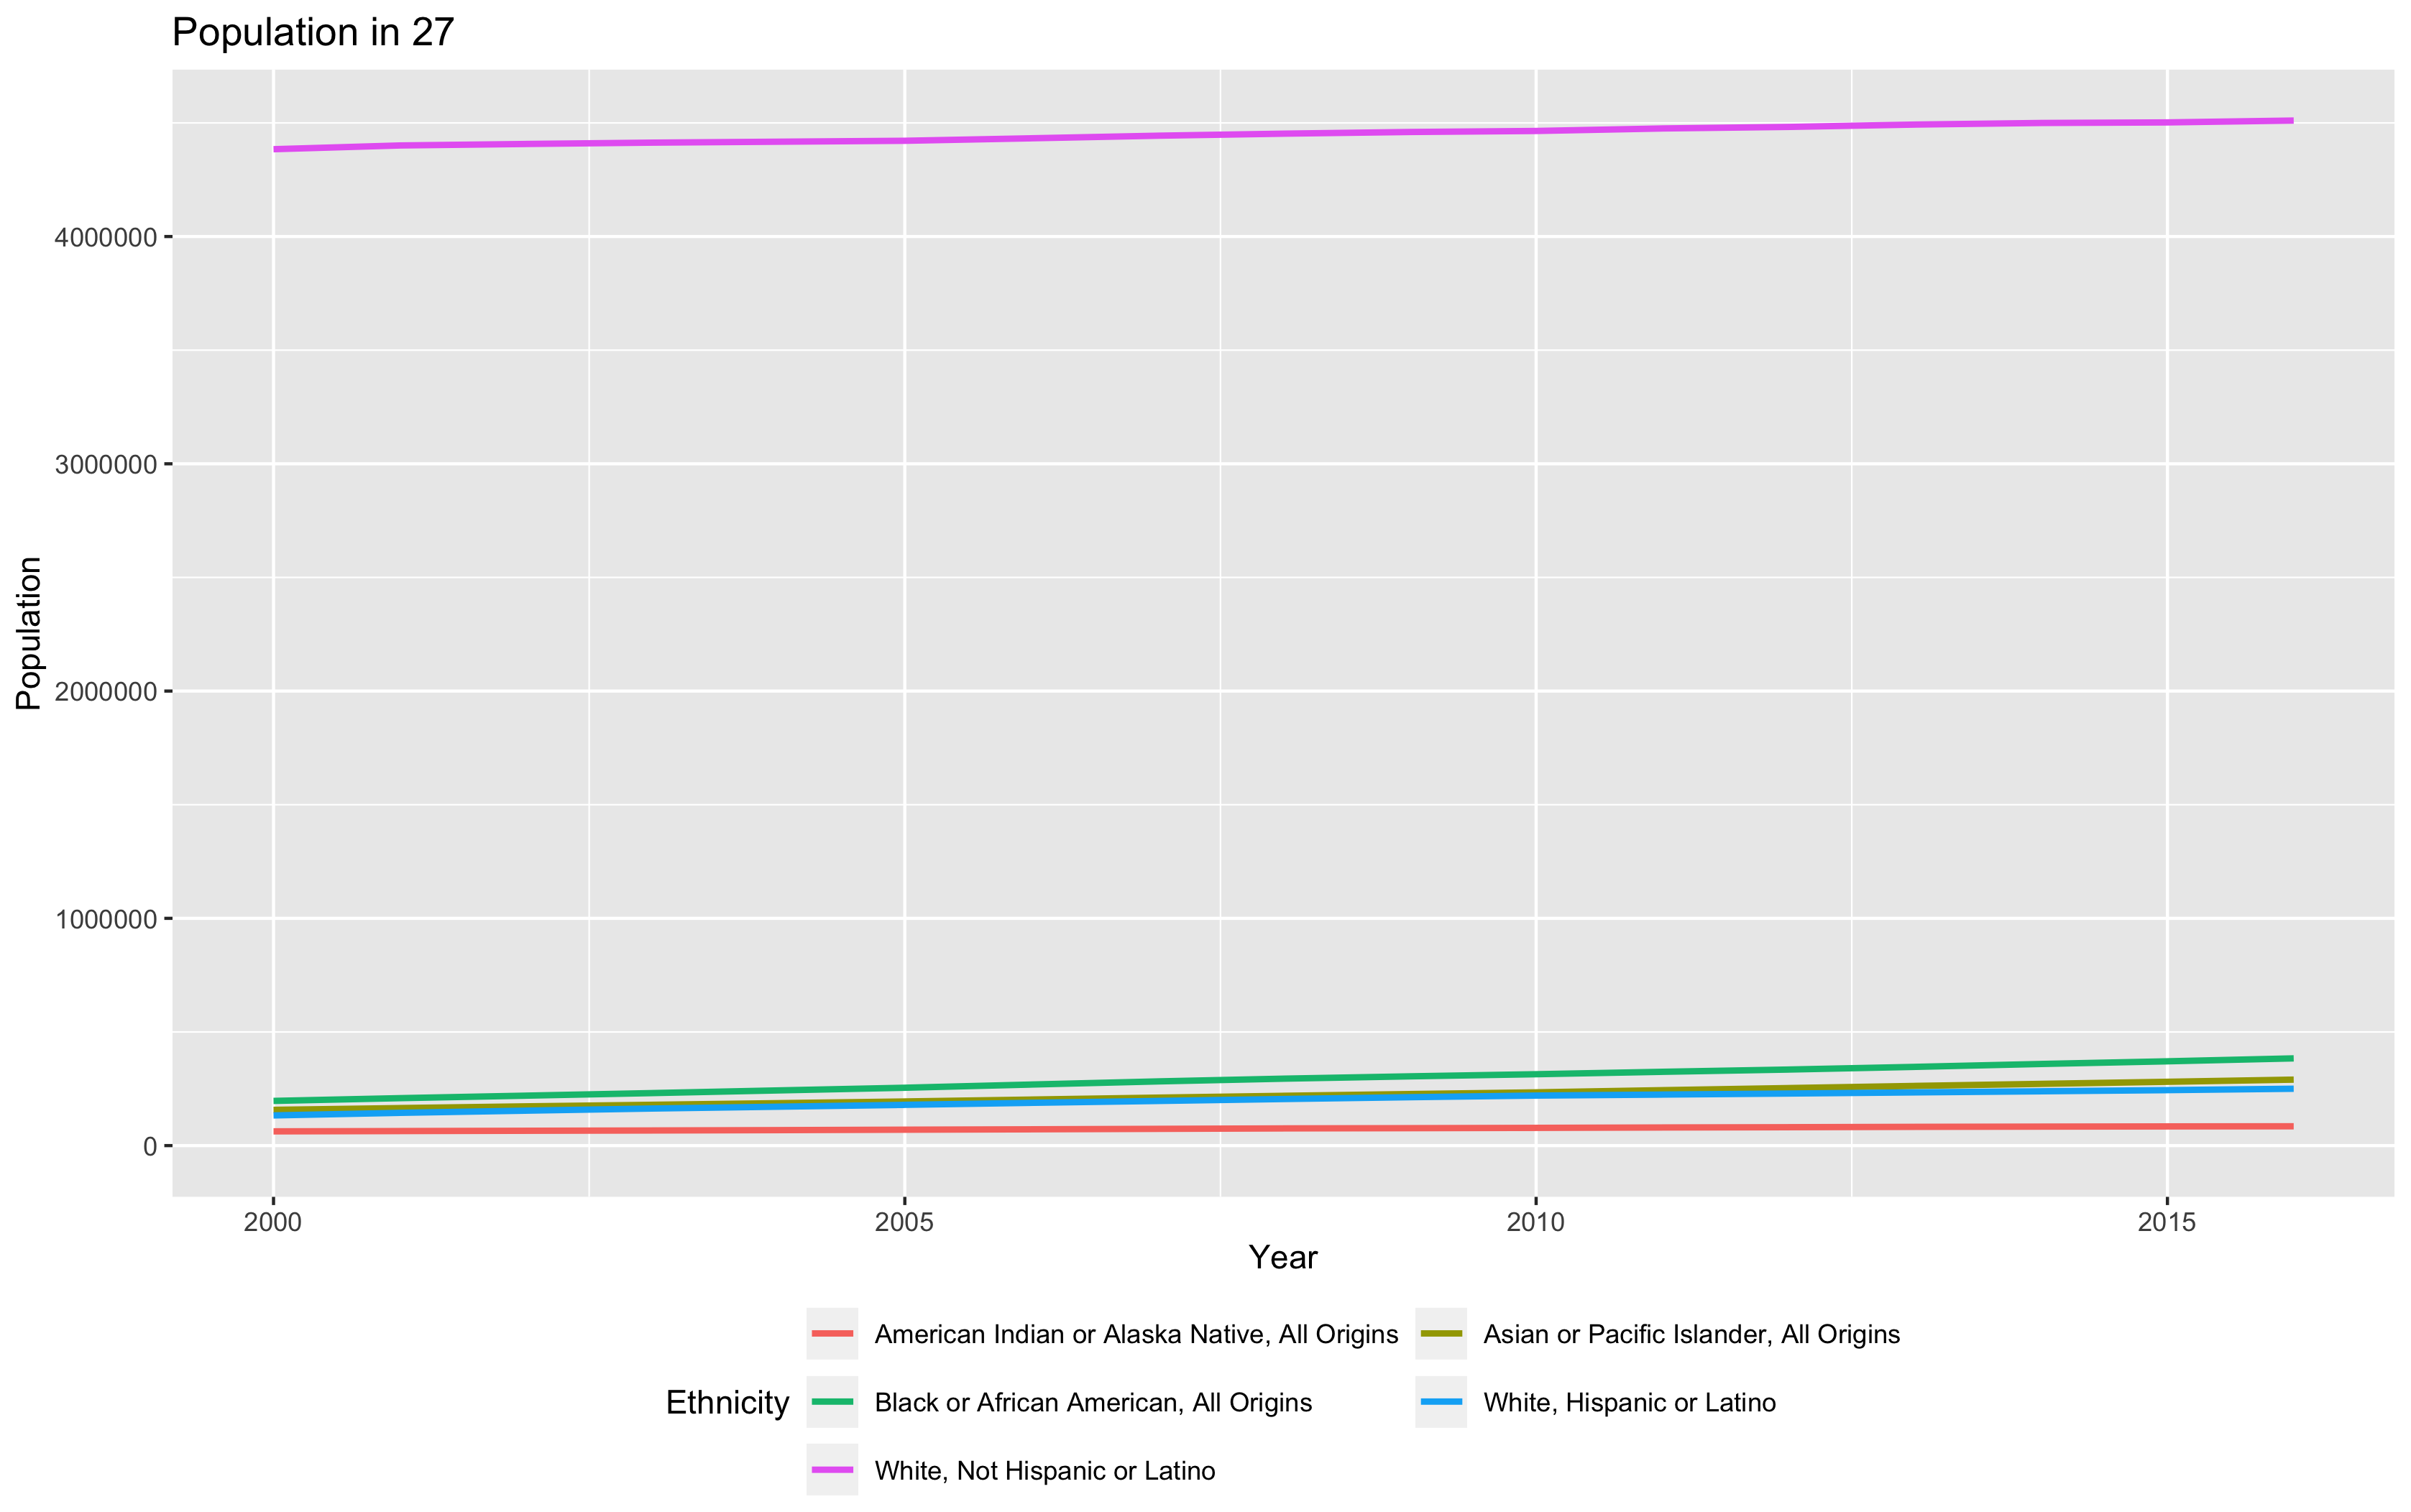 Population in 27
Population
4000000
3000000
2000000
1000000
0
2000 2005 2010 2015
Year
Ethnicity
American Indian or Alaska Native, All Origins
Asian or Pacific Islander, All Origins
Black or African American, All Origins
White, Hispanic or Latino
White, Not Hispanic or Latino